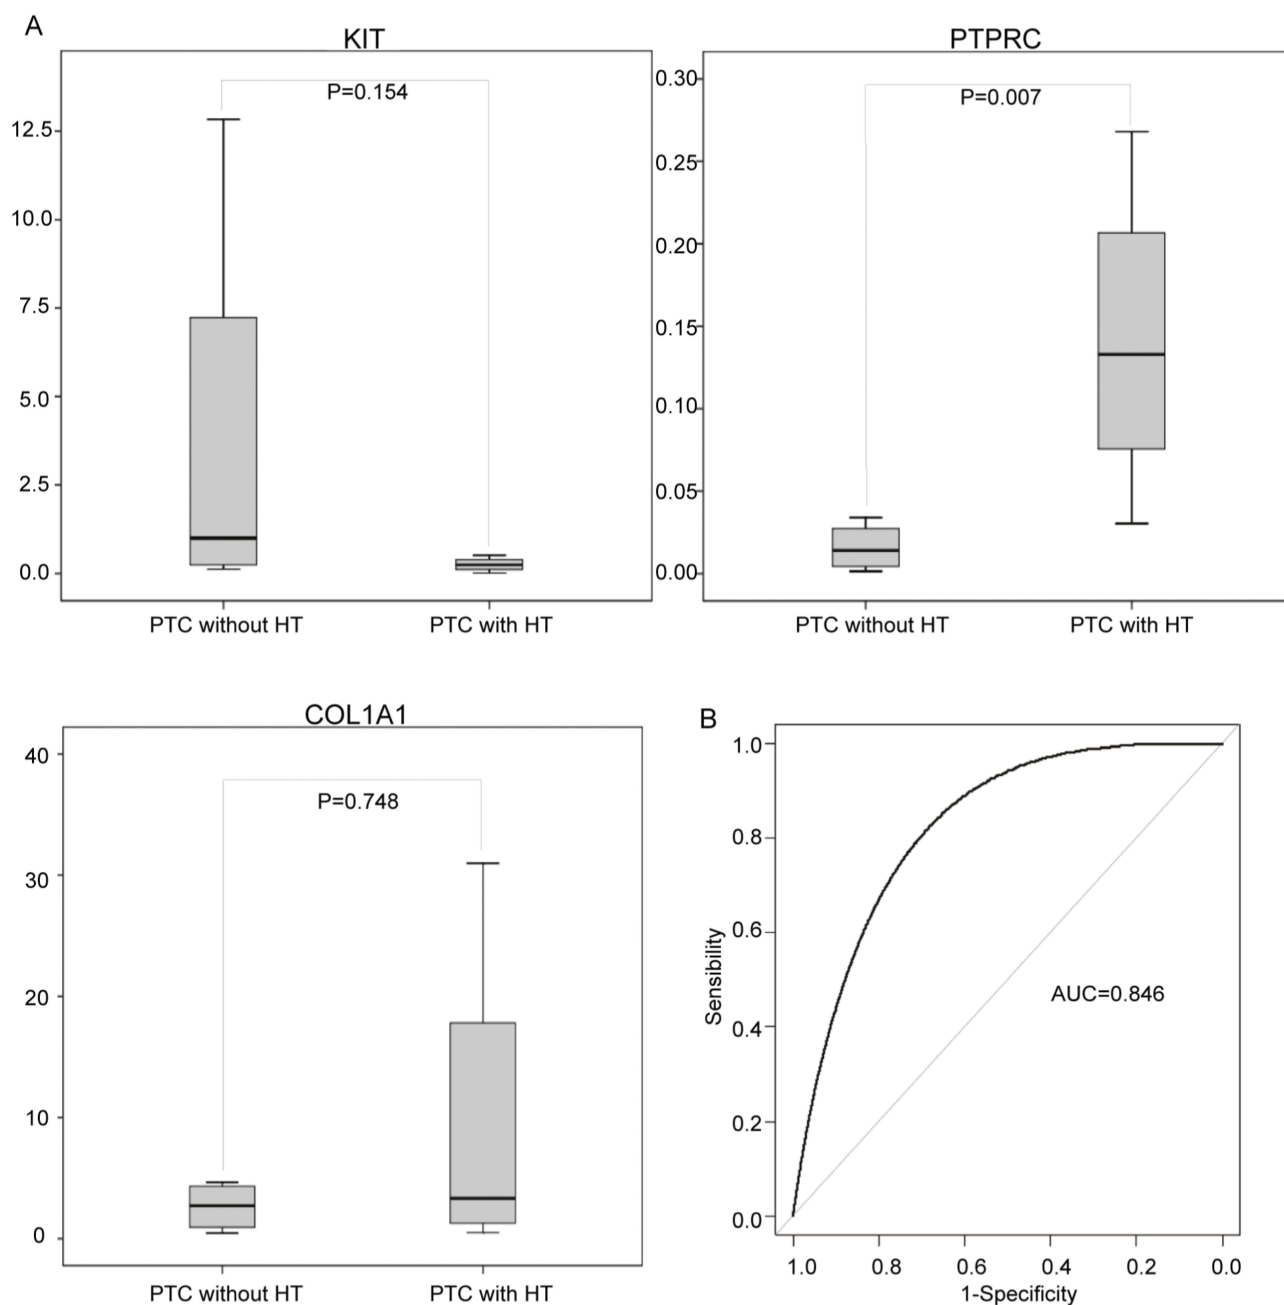 A
KIT
P=0.154
12.5
10.0
7.5
5.0
2.5
0.0
PTC without HT
PTC with HT
PTPRC
P=0.007
0.30
0.25
0.20
0.15
0.10
0.05
0.00
PTC without HT
PTC with HT
COL1A1
P=0.748
40
30
20
10
0
PTC without HT
PTC with HT
B
1.0
0.8
0.6
0.4
0.2
0.0
Sensibility
AUC=0.846
1.0 0.8 0.6 0.4 0.2 0.0
1-Specificity